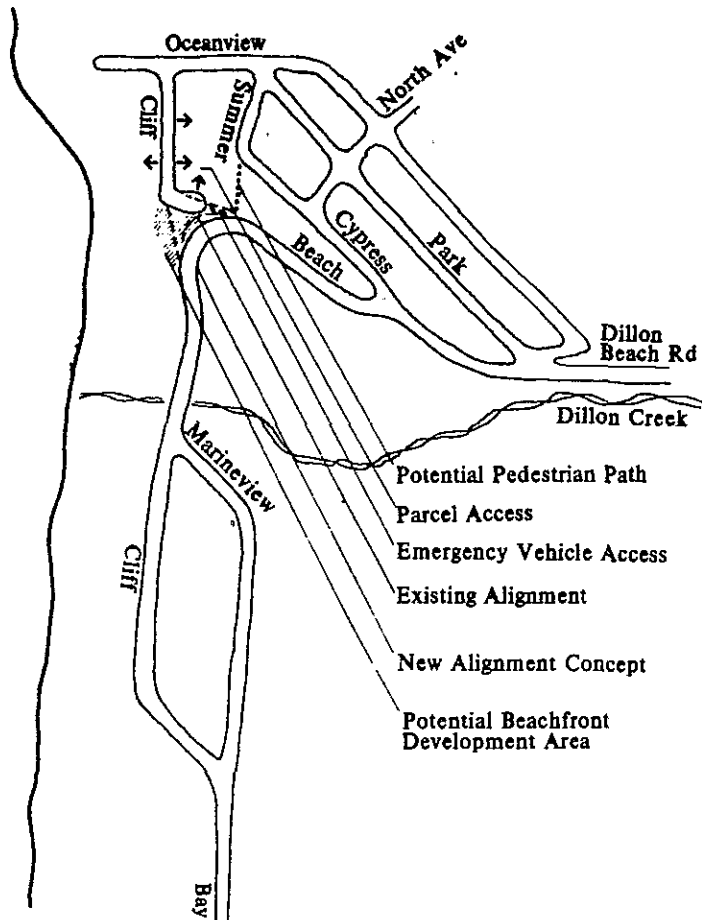 Oceanview
North Ave
Summer
Cliff
Cypress
Park
Beach
Dillon
Beach Rd
Dillon Creek
Marineview
Potential Pedestrian Path
Parcel Access
Emergency Vehicle Access
Cliff
Existing Alignment
New Alignment Concept
Potential Beachfront
Development Area
Bay